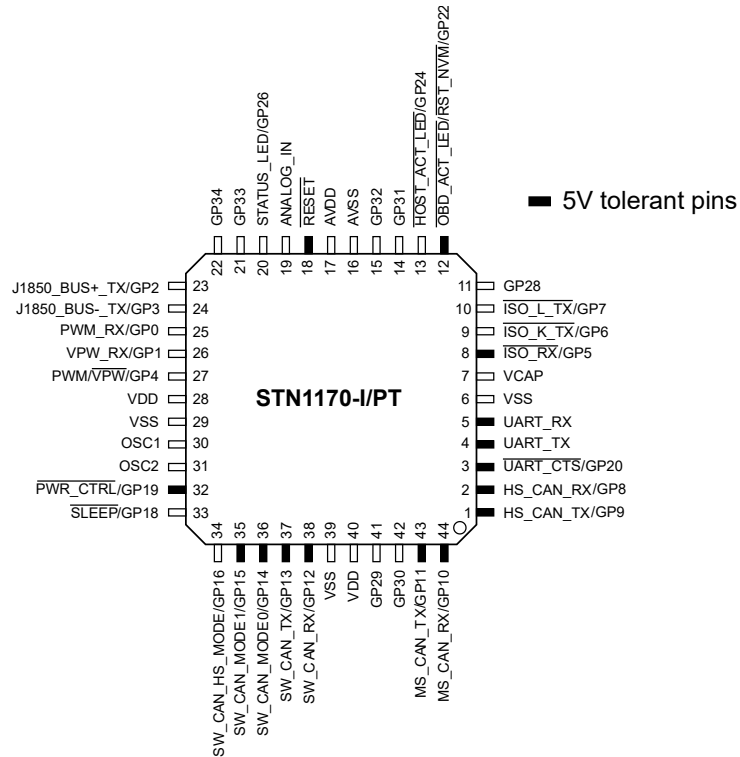 GP34
GP33
STATUS_LED/GP26
ANALOG_IN
RESET
AVDD
AVSS
GP32
GP31
HOST_ACT_LED/GP24
OBD_ACT_LED/RST_NVM/GP22
5V tolerant pins
22
21
20
19
18
17
16
15
14
13
12
J1850_BUS+_TX/GP2 23
J1850_BUS-_TX/GP3 24
PWM_RX/GP0 25
VPW_RX/GP1 26
PWM/VPW/GP4 27
VDD 28
VSS 29
OSC1 30
OSC2 31
PWR_CTRL/GP19 32
SLEEP/GP18 33
STN1170-I/PT
11 GP28
10 ISO_L_TX/GP7
9 ISO_K_TX/GP6
8 ISO_RX/GP5
7 VCAP
6 VSS
5 UART_RX
4 UART_TX
3 UART_CTS/GP20
2 HS_CAN_RX/GP8
1 HS_CAN_TX/GP9
34
35
36
37
38
39
40
41
42
43
44
SW_CAN_HS_MODE/GP16
SW_CAN_MODE1/GP15
SW_CAN_MODE0/GP14
SW_CAN_TX/GP13
SW_CAN_RX/GP12
VSS
VDD
GP29
GP30
MS_CAN_TX/GP11
MS_CAN_RX/GP10